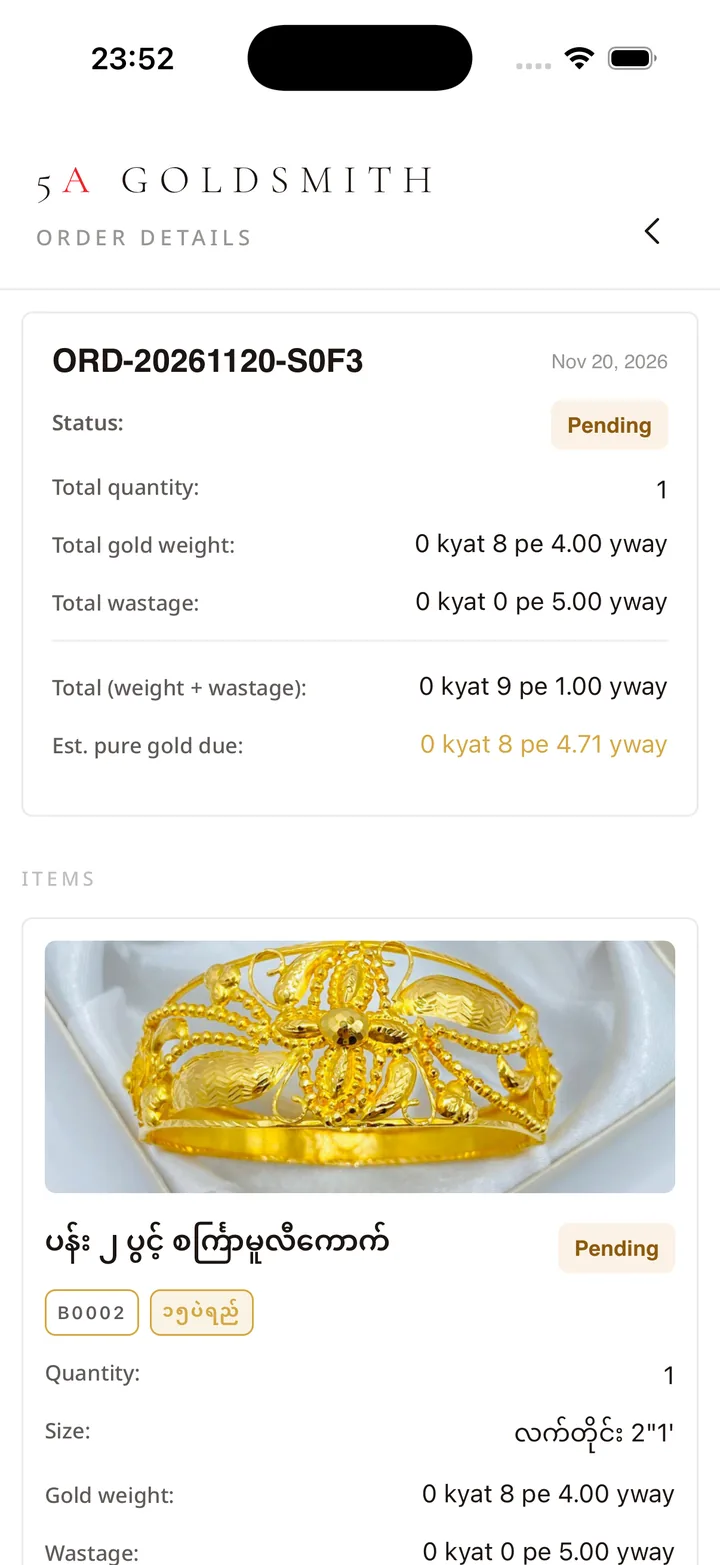 23:52
5A GOLDSMITH
ORDER DETAILS
ORD-20261120-S0F3 Nov 20, 2026
Status: Pending
Total quantity: 1
Total gold weight: 0 kyat 8 pe 4.00 yway
Total wastage: 0 kyat 0 pe 5.00 yway
Total (weight + wastage): 0 kyat 9 pe 1.00 yway
Est. pure gold due: 0 kyat 8 pe 4.71 yway
ITEMS
ပန်း ၂ ပွင့် စကြာ်မူလီကောက် Pending
B0002 ၁၅ပဲရည်
Quantity: 1
Size: လက်တိုင်း 2"1'
Gold weight: 0 kyat 8 pe 4.00 yway
Wastage: 0 kyat 0 pe 5.00 yway